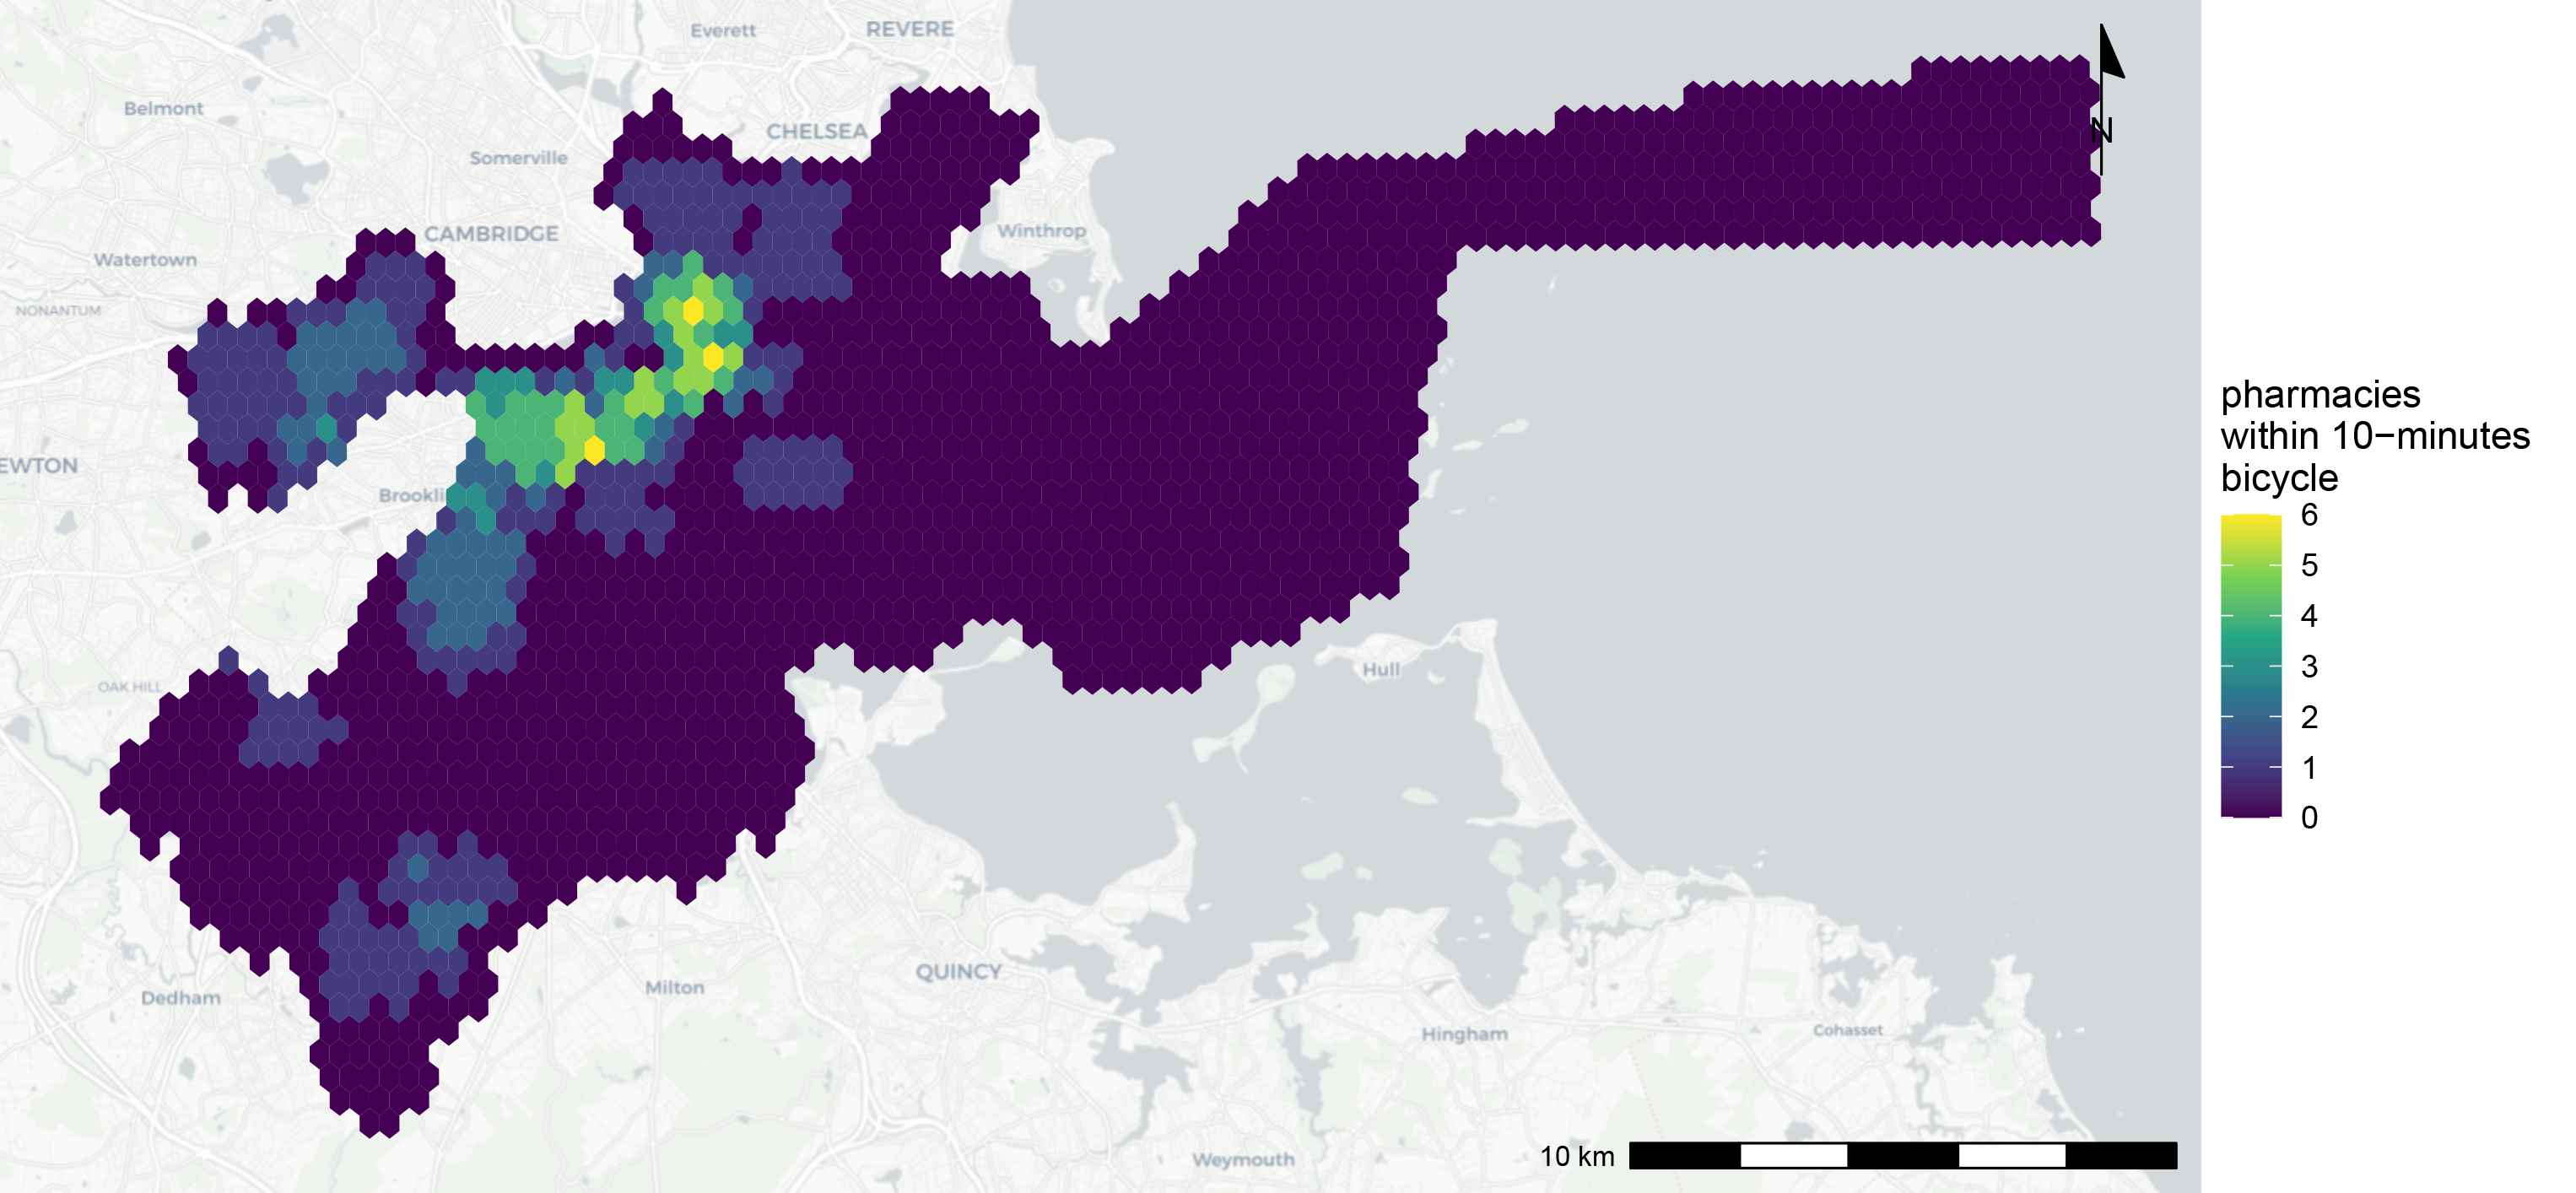 Everett
REVERE
Belmont
CHELSEA
N
Somerville
CAMBRIDGE
Winthrop
Watertown
NONANTUM
EWTON
Brookli
pharmacies
within 10−minutes
bicycle
6
5
4
3
2
1
0
Hull
OAK HILL
QUINCY
Milton
Dedham
Hingham
Cohasset
Weymouth
10 km